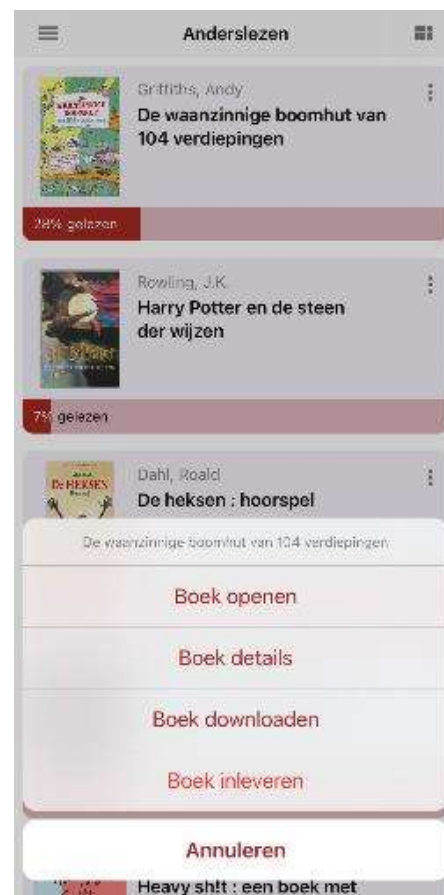 Anderslezen
Griffiths, Andy
De waanzinnige boomhut van
104 verdiepingen
28% gelezen
Rowling, J.K.
Harry Potter en de steen
der wijzen
7% gelezen
Dahl, Roald
De heksen : hoorspel
DE HEKSEN
De waanzinnige boomhut van 104 verdiepingen
Boek openen
Boek details
Boek downloaden
Boek inleveren
Annuleren
Heavy sh!t : een boek met